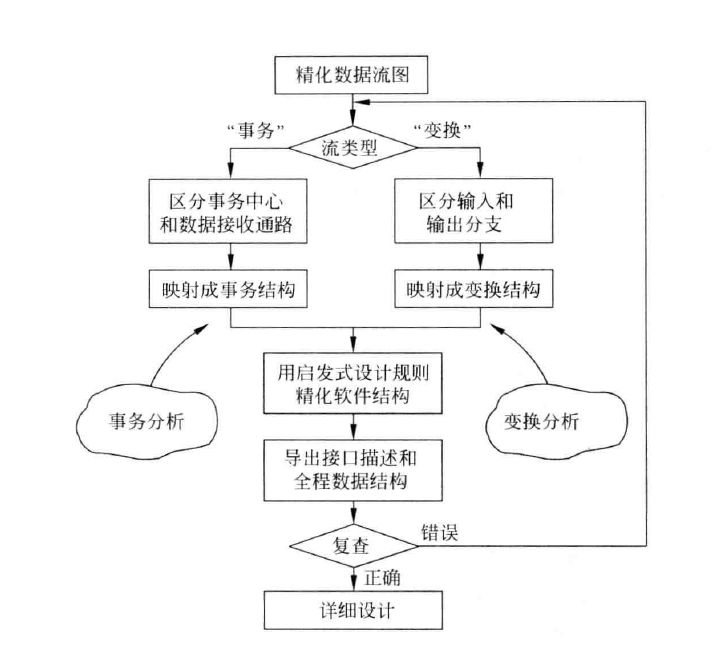 精化数据流图
“事务”
“变换”
流类型
区分事务中心
和数据接收通路
区分输入和
输出分支
映射成事务结构
映射成变换结构
用启发式设计规则
精化软件结构
事务分析
变换分析
导出接口描述和
全程数据结构
复查
错误
正确
详细设计